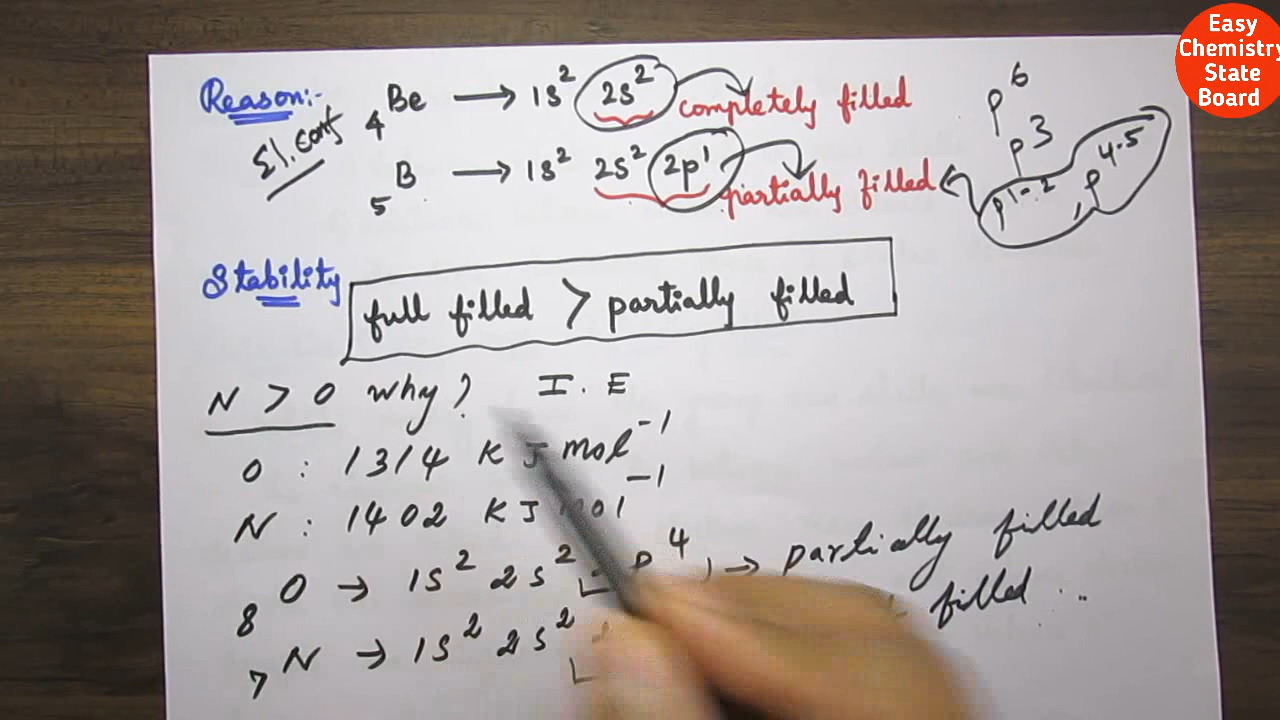 Easy
Chemistry
State
Board
Reason:-
El. conf
4Be → 1s² 2s² completely filled
p⁶
p³
p¹⁻², p⁴·⁵
5B → 1s² 2s² 2p¹ partially filled
Stability
full filled > partially filled
N > O why? I.E
O : 1314 KJ mol⁻¹
N : 1402 KJ mol⁻¹
8O → 1s² 2s² p⁴ → partially filled
7N → 1s² 2s² filled